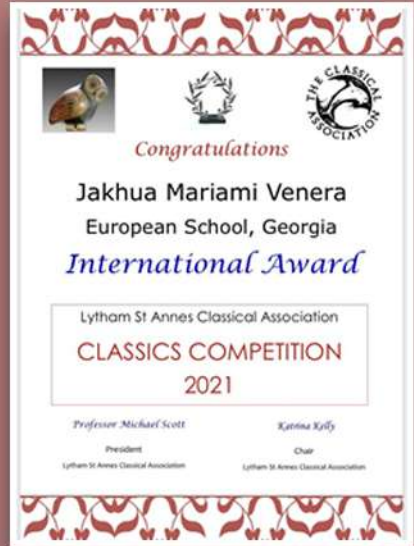 THE CLASSICAL ASSOCIATION
Congratulations
Jakhua Mariami Venera
European School, Georgia
International Award
Lytham St Annes Classical Association
CLASSICS COMPETITION
2021
Professor Michael Scott
President
Lytham St Annes Classical Association
Katrina Kelly
Chair
Lytham St Annes Classical Association